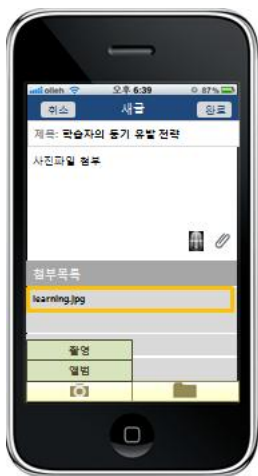 olleh 오후 6:39 87%
취소 새글 완료
제목: 학습자의 동기 유발 전략
사진파일 첨부
첨부목록
learning.jpg
촬영
앨범